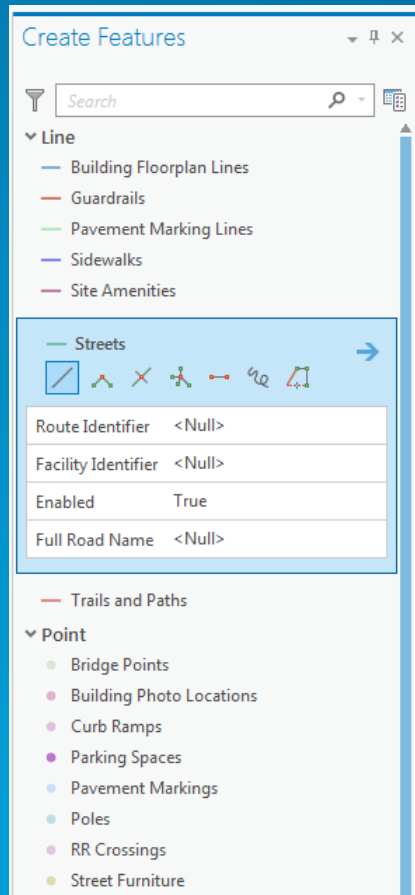 Create Features
Search
Line
Building Floorplan Lines
Guardrails
Pavement Marking Lines
Sidewalks
Site Amenities
Streets
Route Identifier <Null>
Facility Identifier <Null>
Enabled True
Full Road Name <Null>
Trails and Paths
Point
Bridge Points
Building Photo Locations
Curb Ramps
Parking Spaces
Pavement Markings
Poles
RR Crossings
Street Furniture